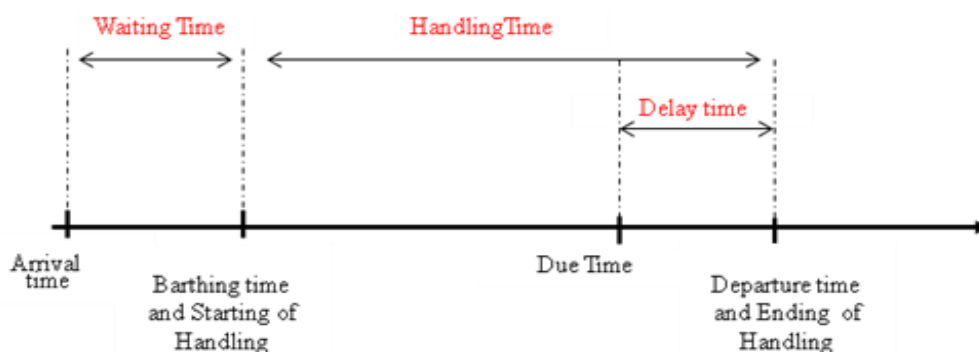 Waiting Time
HandlingTime
Delay time
Arrival
time
Barthing time
and Starting of
Handling
Due Time
Departure time
and Ending of
Handling